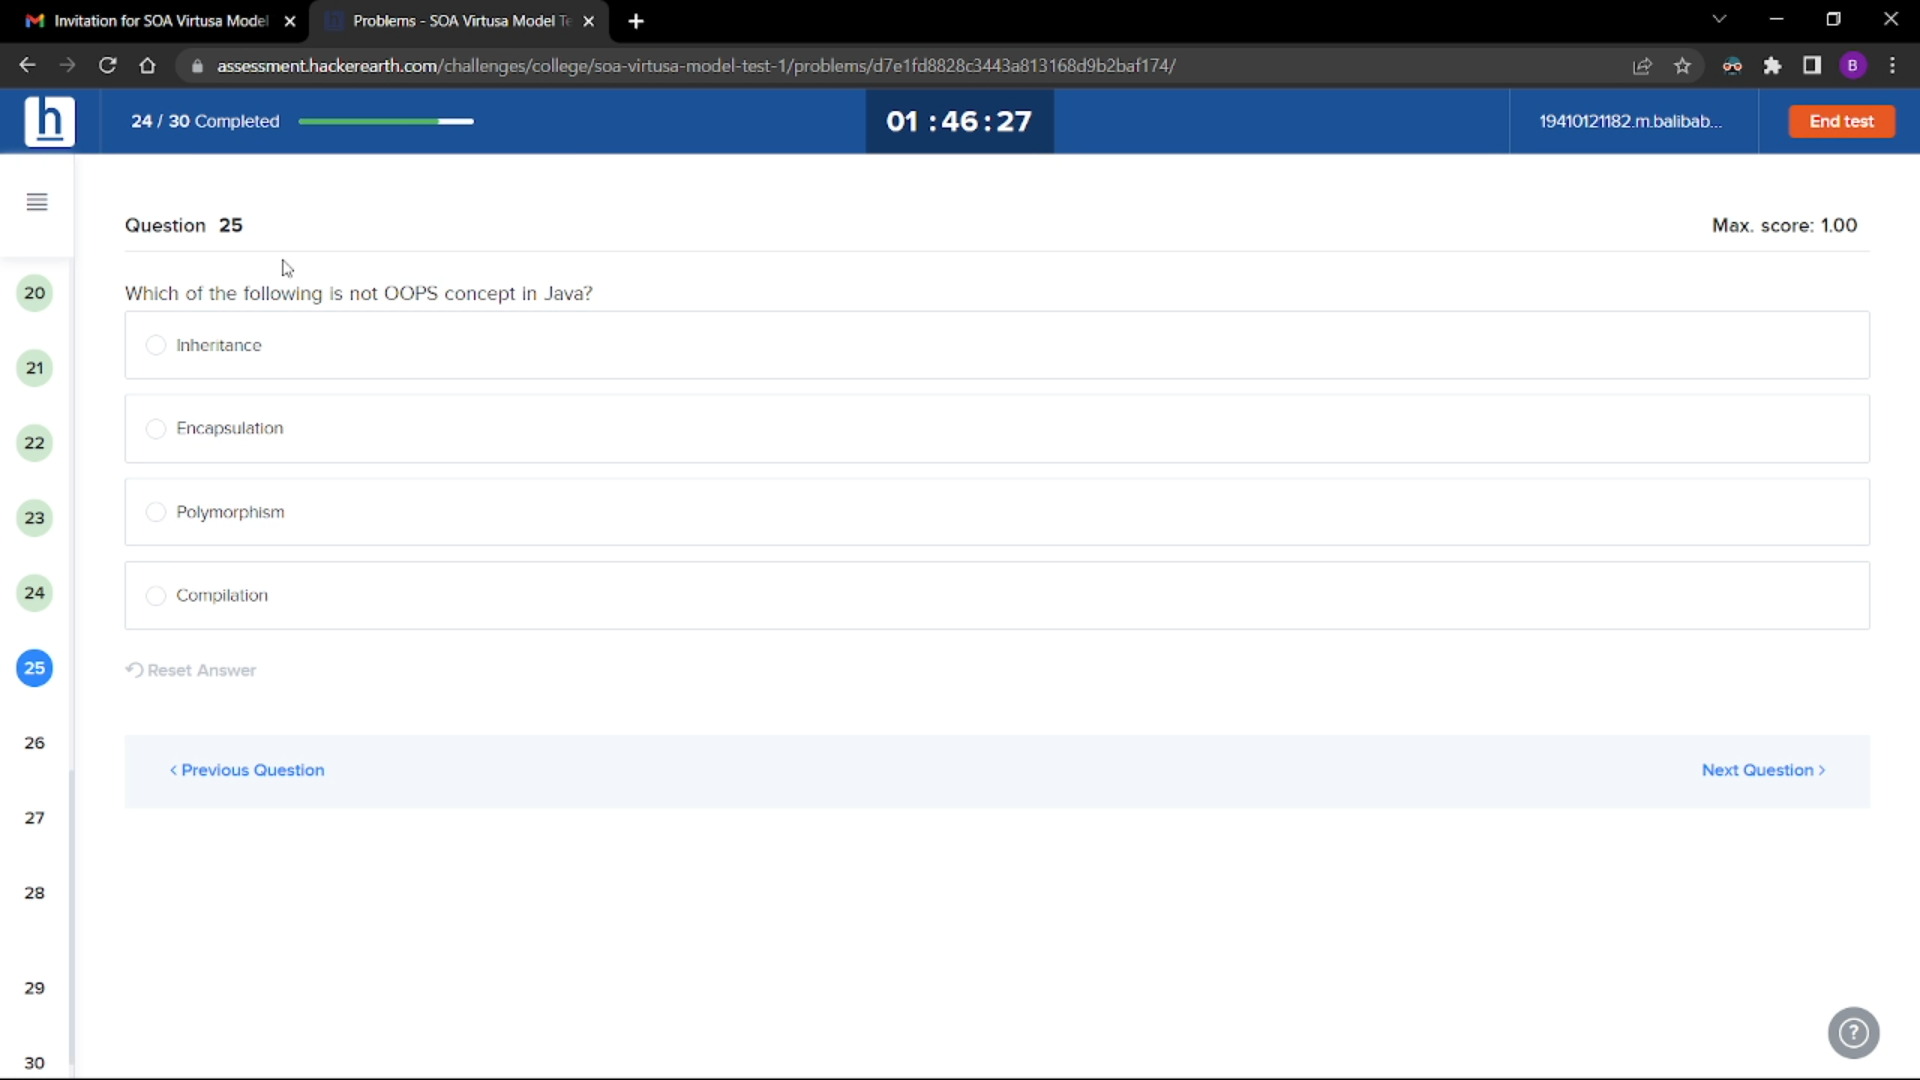 Invitation for SOA Virtusa Model
Problems - SOA Virtusa Model Te
assessment.hackerearth.com/challenges/college/soa-virtusa-model-test-1/problems/d7e1fd8828c3443a813168d9b2baf174/
B
h
24 / 30 Completed
01 : 46 : 27
19410121182.m.balibab...
End test
Question 25
Max. score: 1.00
Which of the following is not OOPS concept in Java?
Inheritance
Encapsulation
Polymorphism
Compilation
Reset Answer
< Previous Question
Next Question >
20
21
22
23
24
25
26
27
28
29
30
?